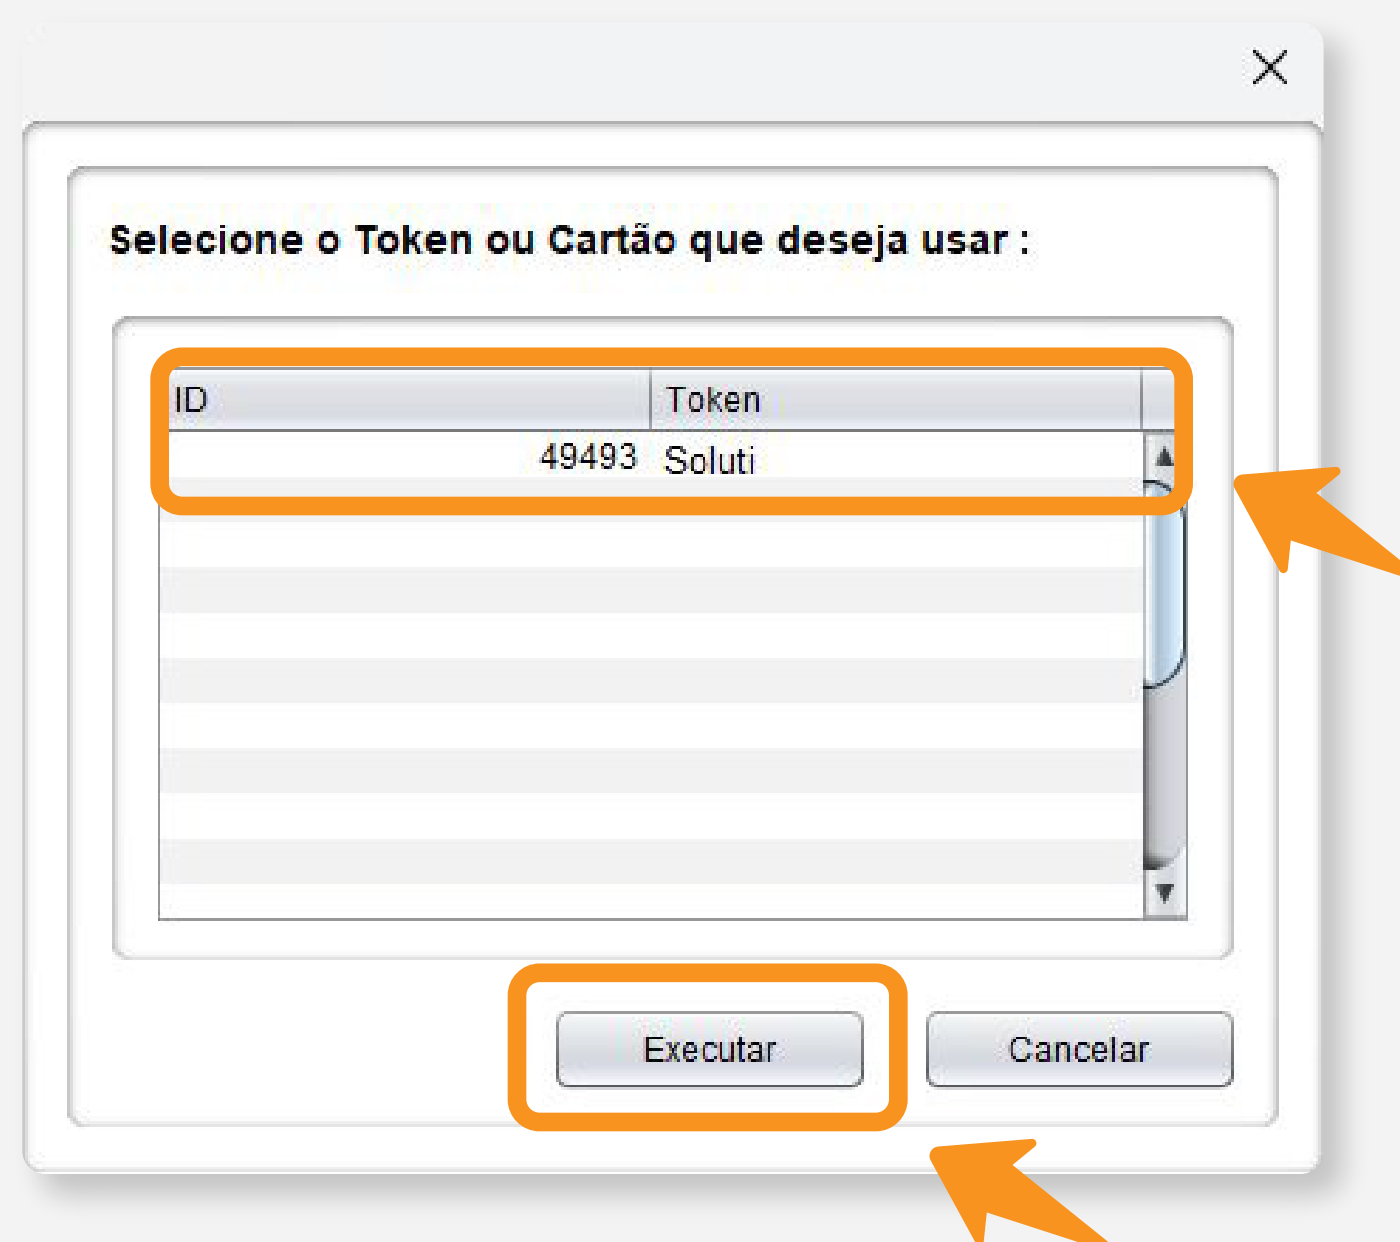 Selecione o Token ou Cartão que deseja usar :
ID Token
49493 Soluti
Executar Cancelar